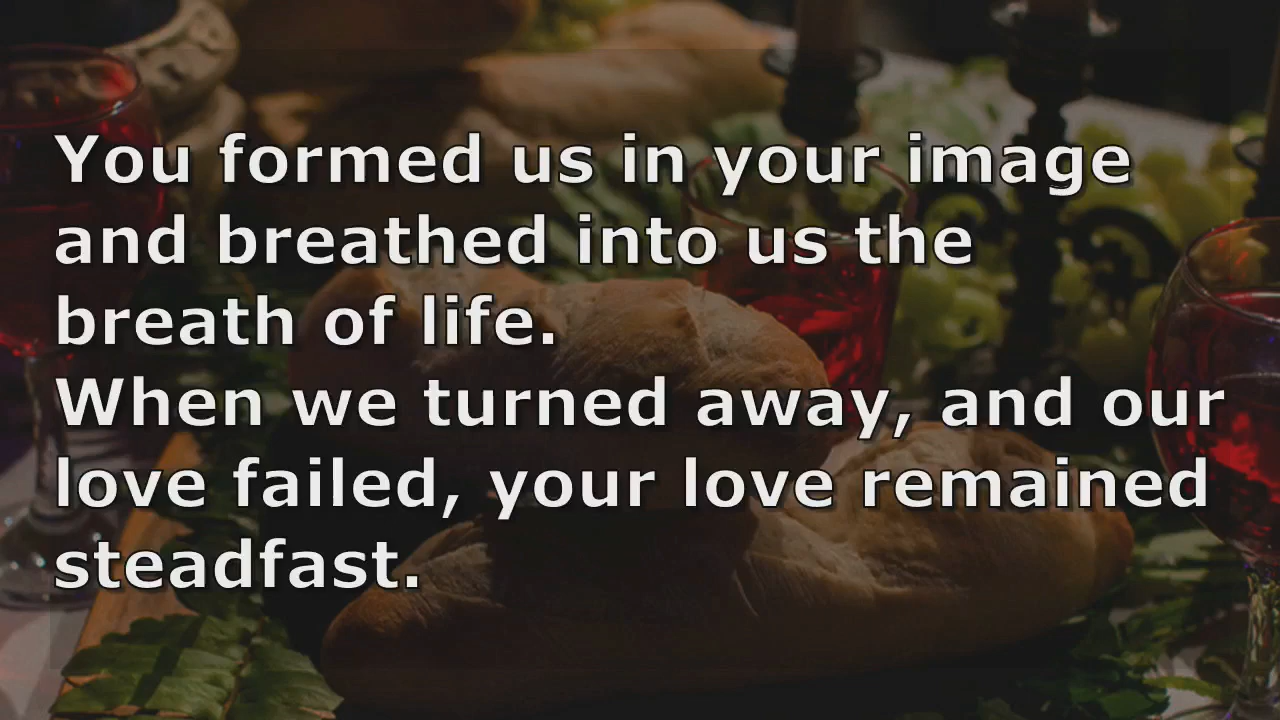 You formed us in your image
and breathed into us the
breath of life.
When we turned away, and our
love failed, your love remained
steadfast.